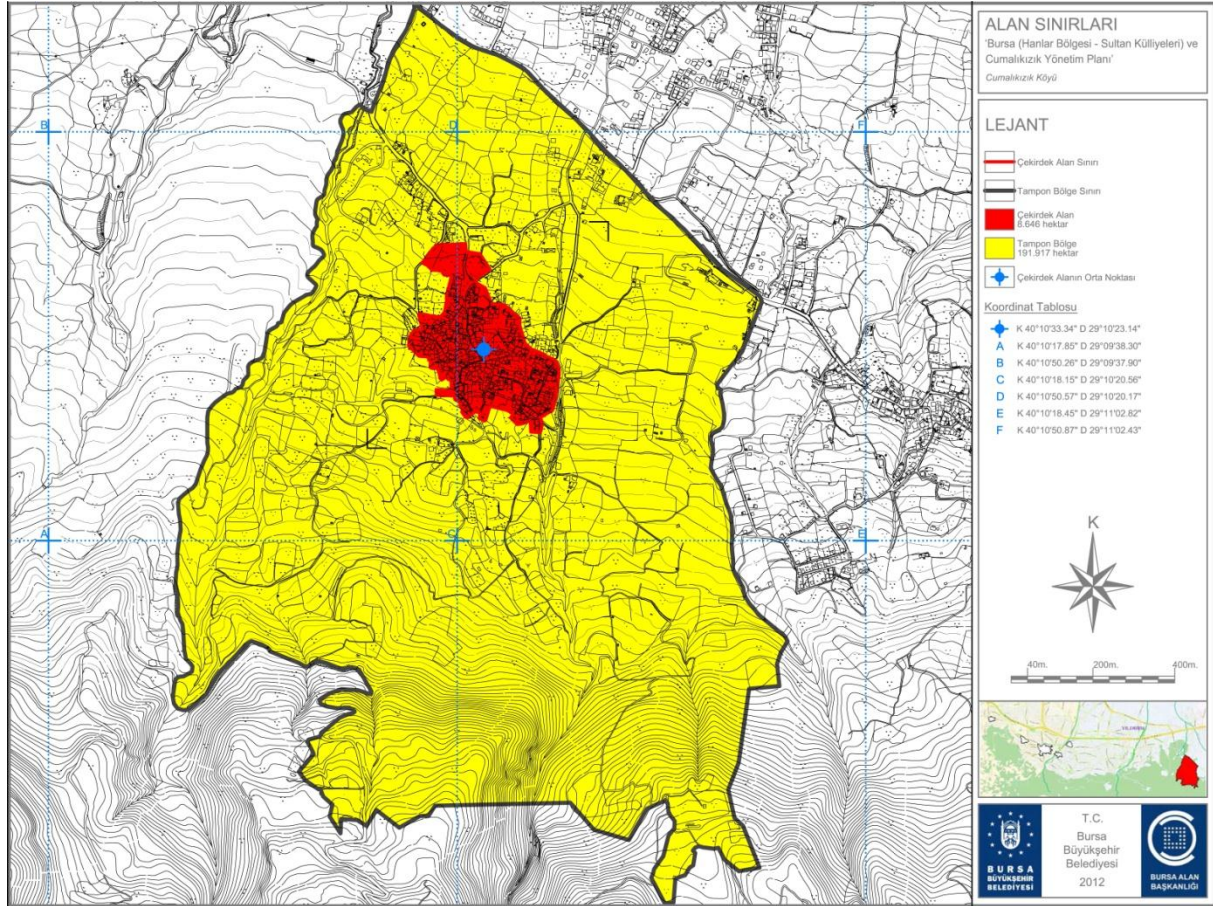 ALAN SINIRLARI
'Bursa (Hanlar Bölgesi - Sultan Külliyeleri) ve
Cumalıkızık Yönetim Planı'
Cumalıkızık Köyü
LEJANT
Çekirdek Alan Sınırı
Tampon Bölge Sınırı
Çekirdek Alan
8.646 hektar
Tampon Bölge
191.917 hektar
Çekirdek Alanın Orta Noktası
Koordinat Tablosu
K 40°10'33.34" D 29°10'23.14"
A K 40°10'17.85" D 29°09'38.30"
B K 40°10'50.26" D 29°09'37.90"
C K 40°10'18.15" D 29°10'20.56"
D K 40°10'50.57" D 29°10'20.17"
E K 40°10'18.45" D 29°11'02.82"
F K 40°10'50.87" D 29°11'02.43"
K
40m. 200m. 400m.
YILDIRIM
BURSA
BÜYÜKŞEHİR
BELEDİYESİ
T.C.
Bursa
Büyükşehir
Belediyesi
2012
BURSA ALAN
BAŞKANLIĞI
B D F
A C E